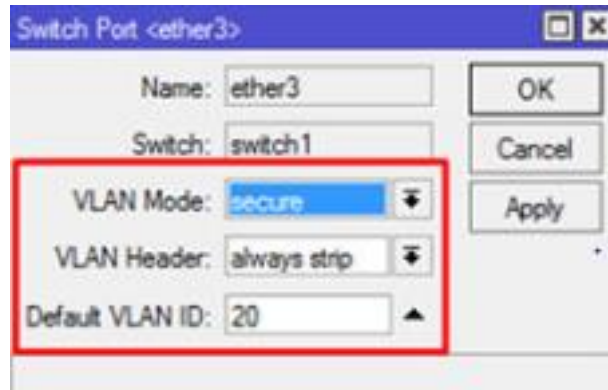 Switch Port <ether3>
Name: ether3 OK
Switch: switch1 Cancel
VLAN Mode: secure Apply
VLAN Header: always strip
Default VLAN ID: 20